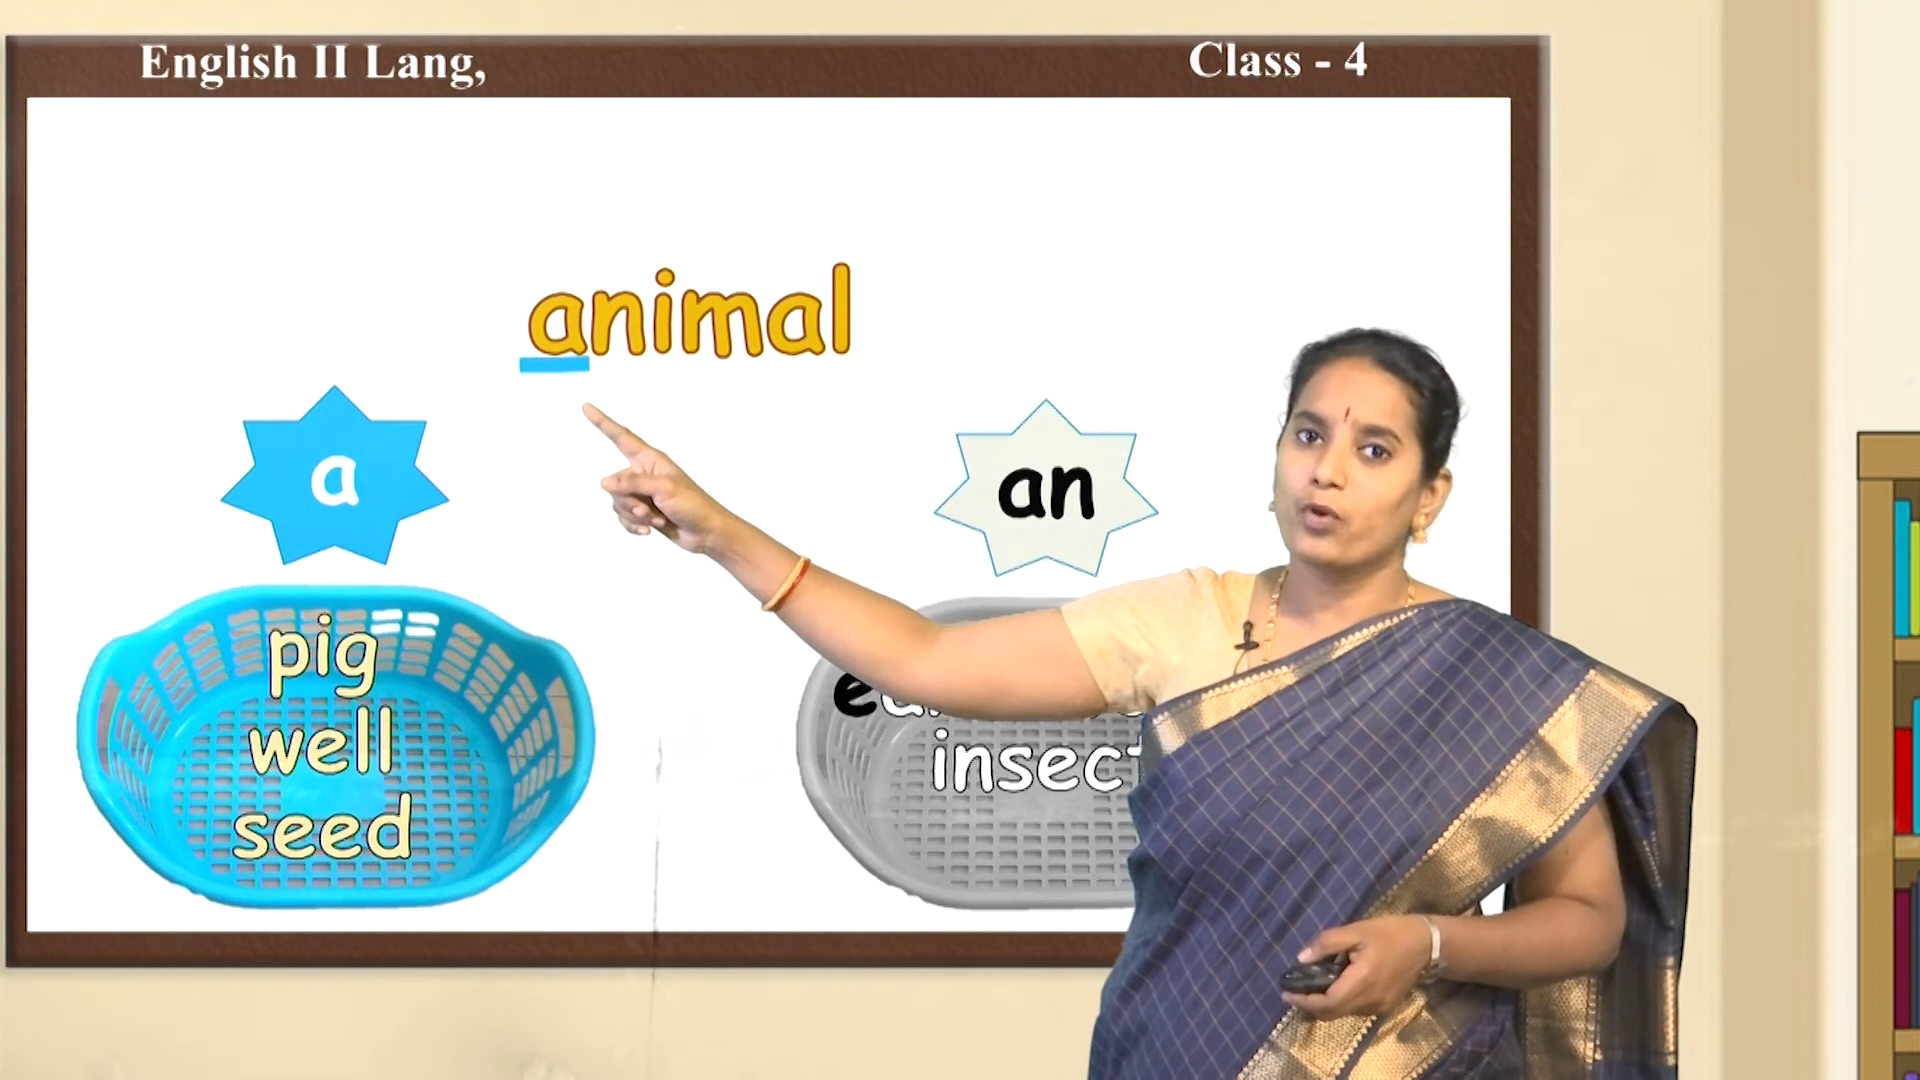 English II Lang,
Class - 4
animal
a
an
pig
well
seed
insect